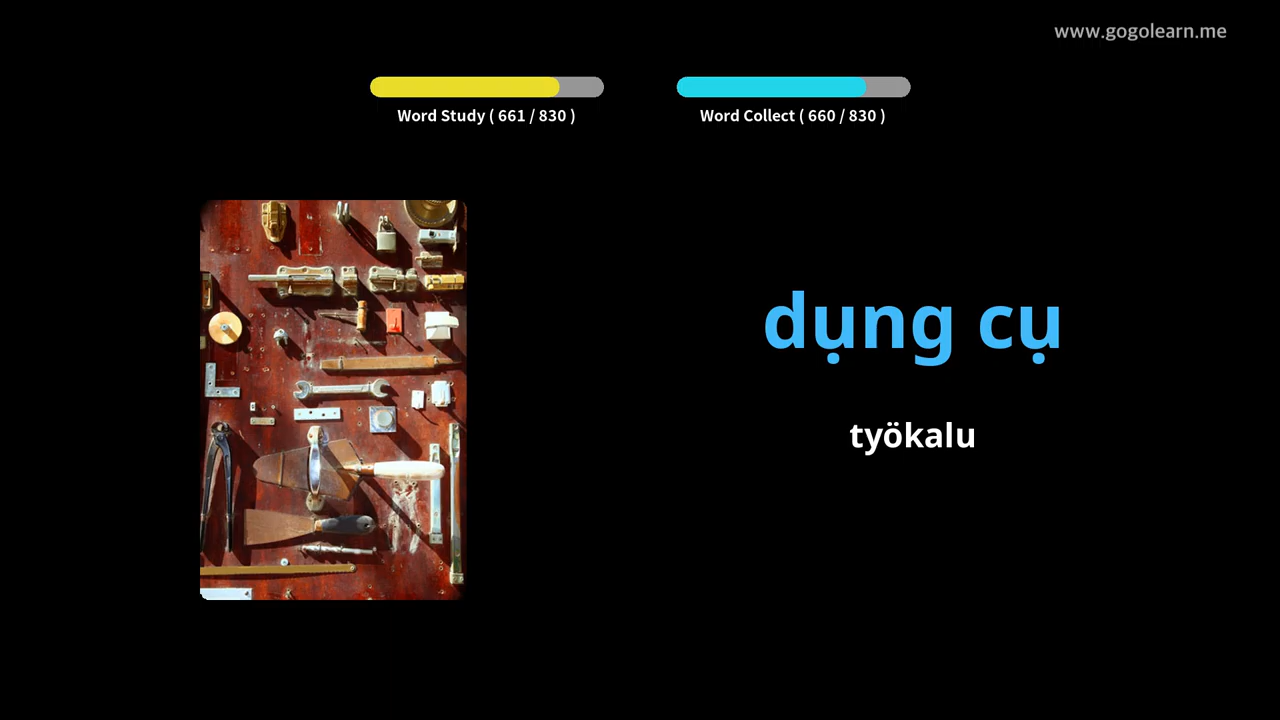 www.gogolearn.me
Word Study ( 661 / 830 )
Word Collect ( 660 / 830 )
dụng cụ
työkalu